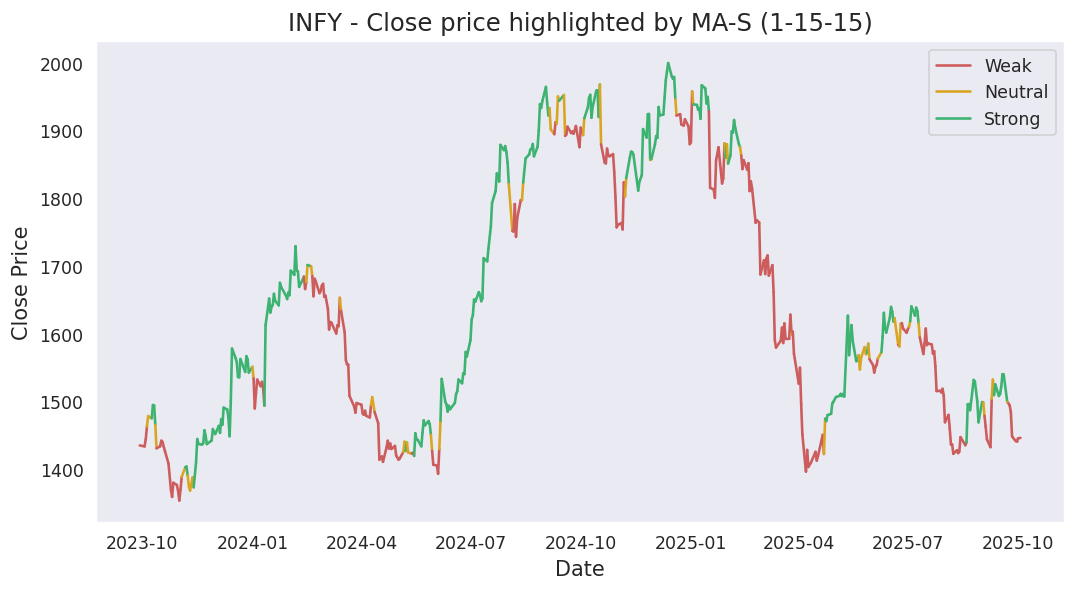 INFY - Close price highlighted by MA-S (1-15-15)
Weak
Neutral
Strong
Close Price
2000
1900
1800
1700
1600
1500
1400
2023-10 2024-01 2024-04 2024-07 2024-10 2025-01 2025-04 2025-07 2025-10
Date